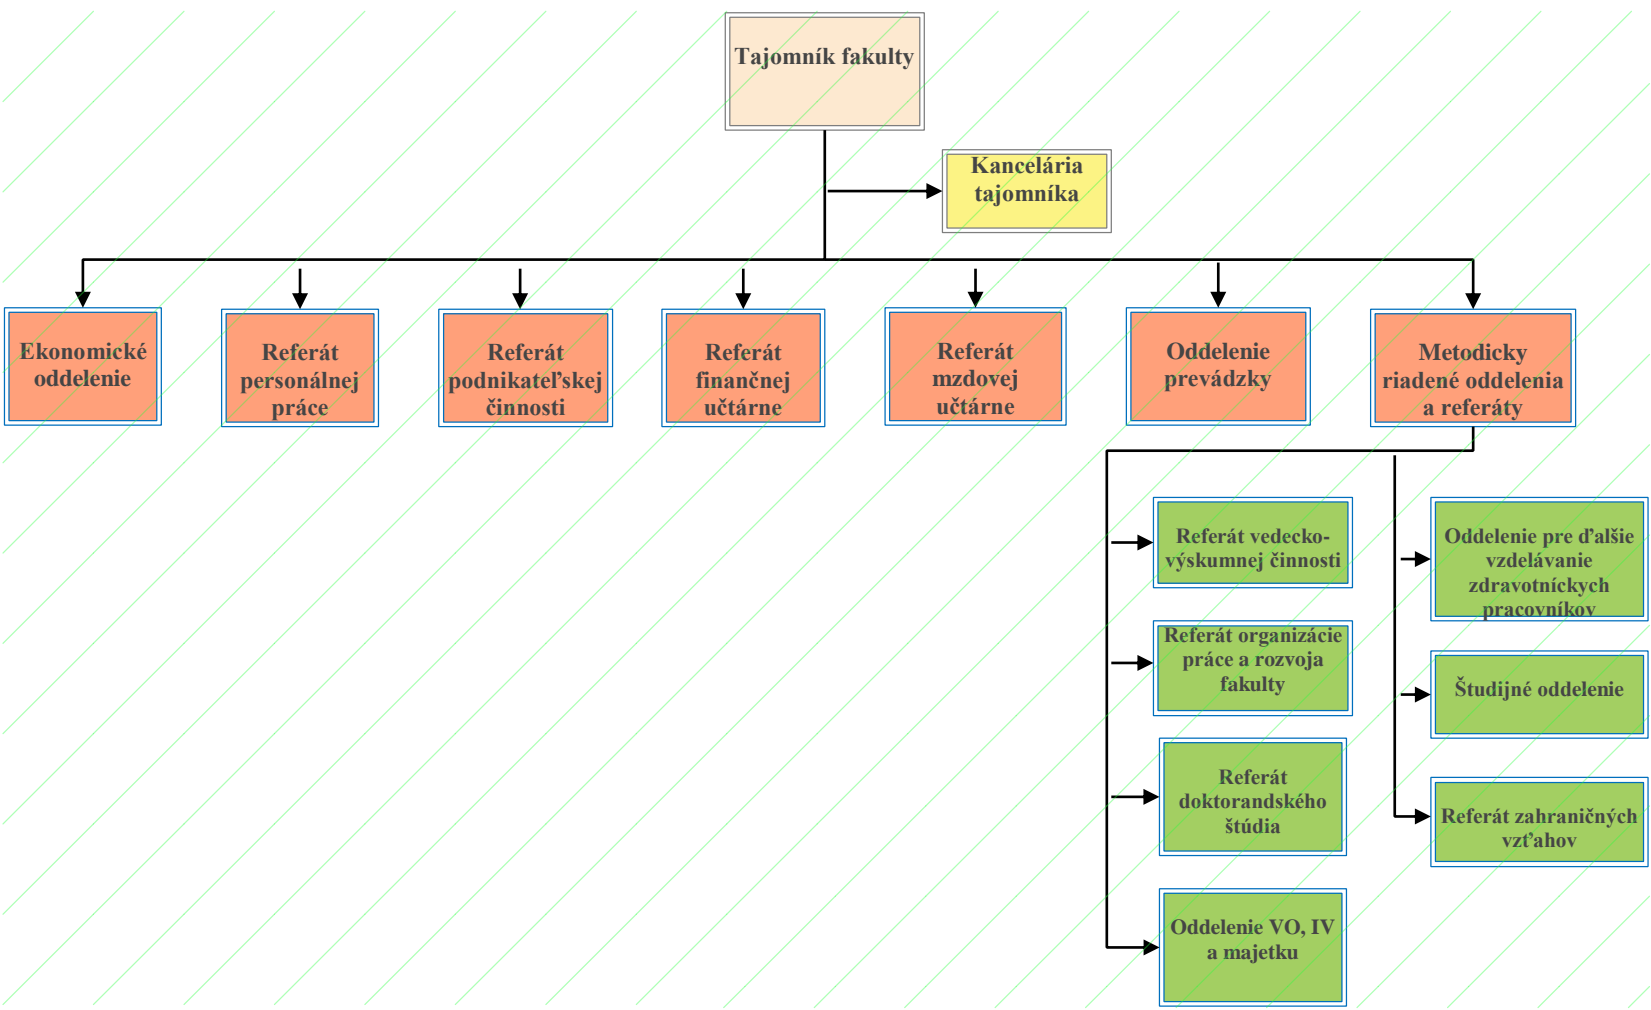 Tajomník fakulty
Kancelária
tajomníka
Ekonomické
oddelenie
Referát
personálnej
práce
Referát
podnikateľskej
činnosti
Referát
finančnej
učtárne
Referát
mzdovej
učtárne
Oddelenie
prevádzky
Metodicky
riadené oddelenia
a referáty
Referát vedecko-
výskumnej činnosti
Referát organizácie
práce a rozvoja
fakulty
Referát
doktorandského
štúdia
Oddelenie VO, IV
a majetku
Oddelenie pre ďalšie
vzdelávanie
zdravotníckych
pracovníkov
Študijné oddelenie
Referát zahraničných
vzťahov